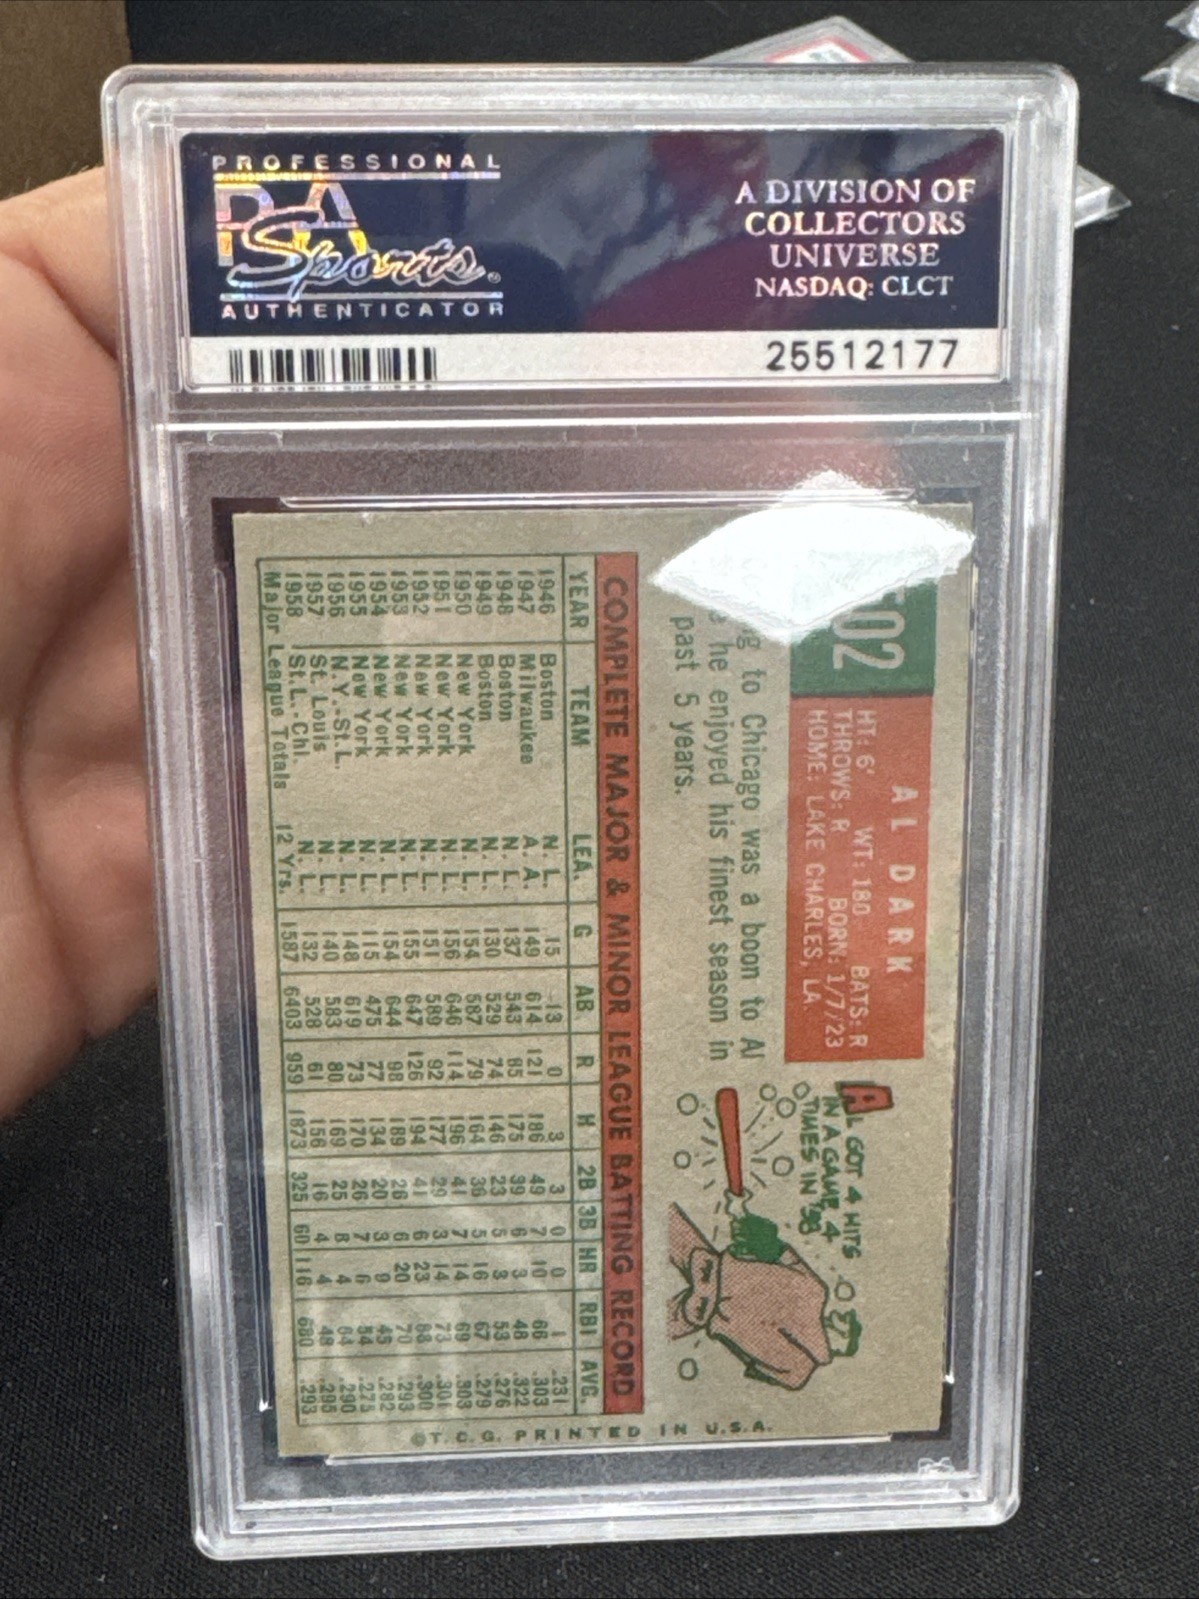 PROFESSIONAL
PSA
Sports
AUTHENTICATOR
A DIVISION OF
COLLECTORS
UNIVERSE
NASDAQ: CLCT
25512177
02
AL DARK
HT: 6' WT: 180 BATS: R
THROWS: R BORN: 1/7/23
HOME: LAKE CHARLES, LA.
to Chicago was a boon to Al
he enjoyed his finest season in
past 5 years.
AL GOT 4 HITS
IN A GAME 4
TIMES IN '58
COMPLETE MAJOR & MINOR LEAGUE BATTING RECORD
YEAR TEAM LEA. G AB R H 2B 3B HR RBI AVG.
1946 Boston N. L. 15 13 0 3 3 0 0 1 .231
1947 Milwaukee A. A. 149 614 121 186 49 7 10 66 .303
1948 Boston N. L. 137 543 85 175 39 6 3 48 .322
1949 Boston N. L. 130 529 74 146 23 5 3 53 .276
1950 New York N. L. 154 587 79 164 36 5 16 67 .279
1951 New York N. L. 156 646 114 196 41 7 14 69 .303
1952 New York N. L. 151 589 92 177 29 3 14 73 .301
1953 New York N. L. 155 647 126 194 41 6 23 88 .300
1954 New York N. L. 154 644 98 189 26 6 20 70 .293
1955 New York N. L. 115 475 77 134 20 3 9 45 .282
1956 N.Y.-St.L. N. L. 148 619 73 170 26 7 6 54 .275
1957 St. Louis N. L. 140 583 80 169 25 8 4 64 .290
1958 St.L.-Chi. N. L. 132 528 61 156 16 4 4 48 .295
Major League Totals 12 Yrs. 1587 6403 959 1873 325 60 116 680 .293
©T. C. G. PRINTED IN U.S.A.